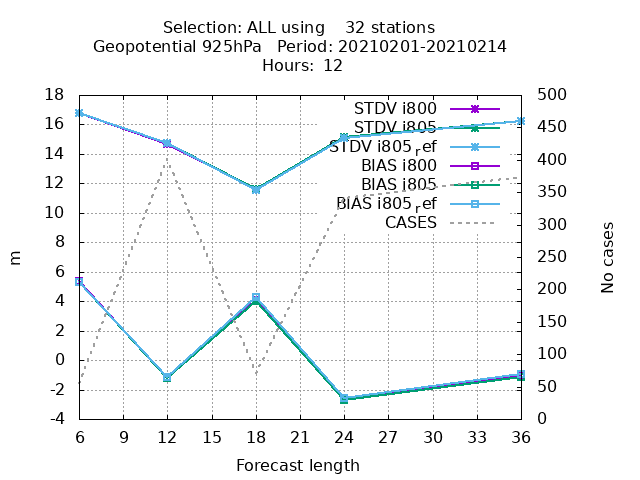 Selection: ALL using    32 stations
Geopotential 925hPa   Period: 20210201-20210214
Hours: 12
18
16
14
12
10
8
6
4
2
0
-2
-4
m
500
450
400
350
300
250
200
150
100
50
0
No cases
STDV i800
STDV i805
STDV i805ref
BIAS i800
BIAS i805
BIAS i805ref
CASES
6 9 12 15 18 21 24 27 30 33 36
Forecast length